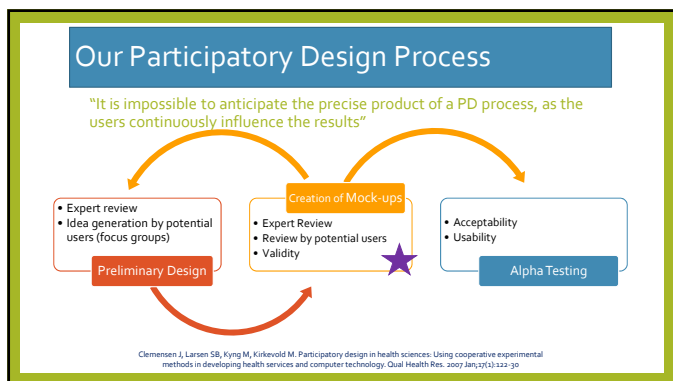 Our Participatory Design Process
“It is impossible to anticipate the precise product of a PD process, as the
users continuously influence the results”
• Expert review
• Idea generation by potential
users (focus groups)
Preliminary Design
Creation of Mock-ups
• Expert Review
• Review by potential users
• Validity
• Acceptability
• Usability
Alpha Testing
Clemensen J, Larsen SB, Kyng M, Kirkevold M. Participatory design in health sciences: Using cooperative experimental
methods in developing health services and computer technology. Qual Health Res. 2007 Jan;17(1):122-30